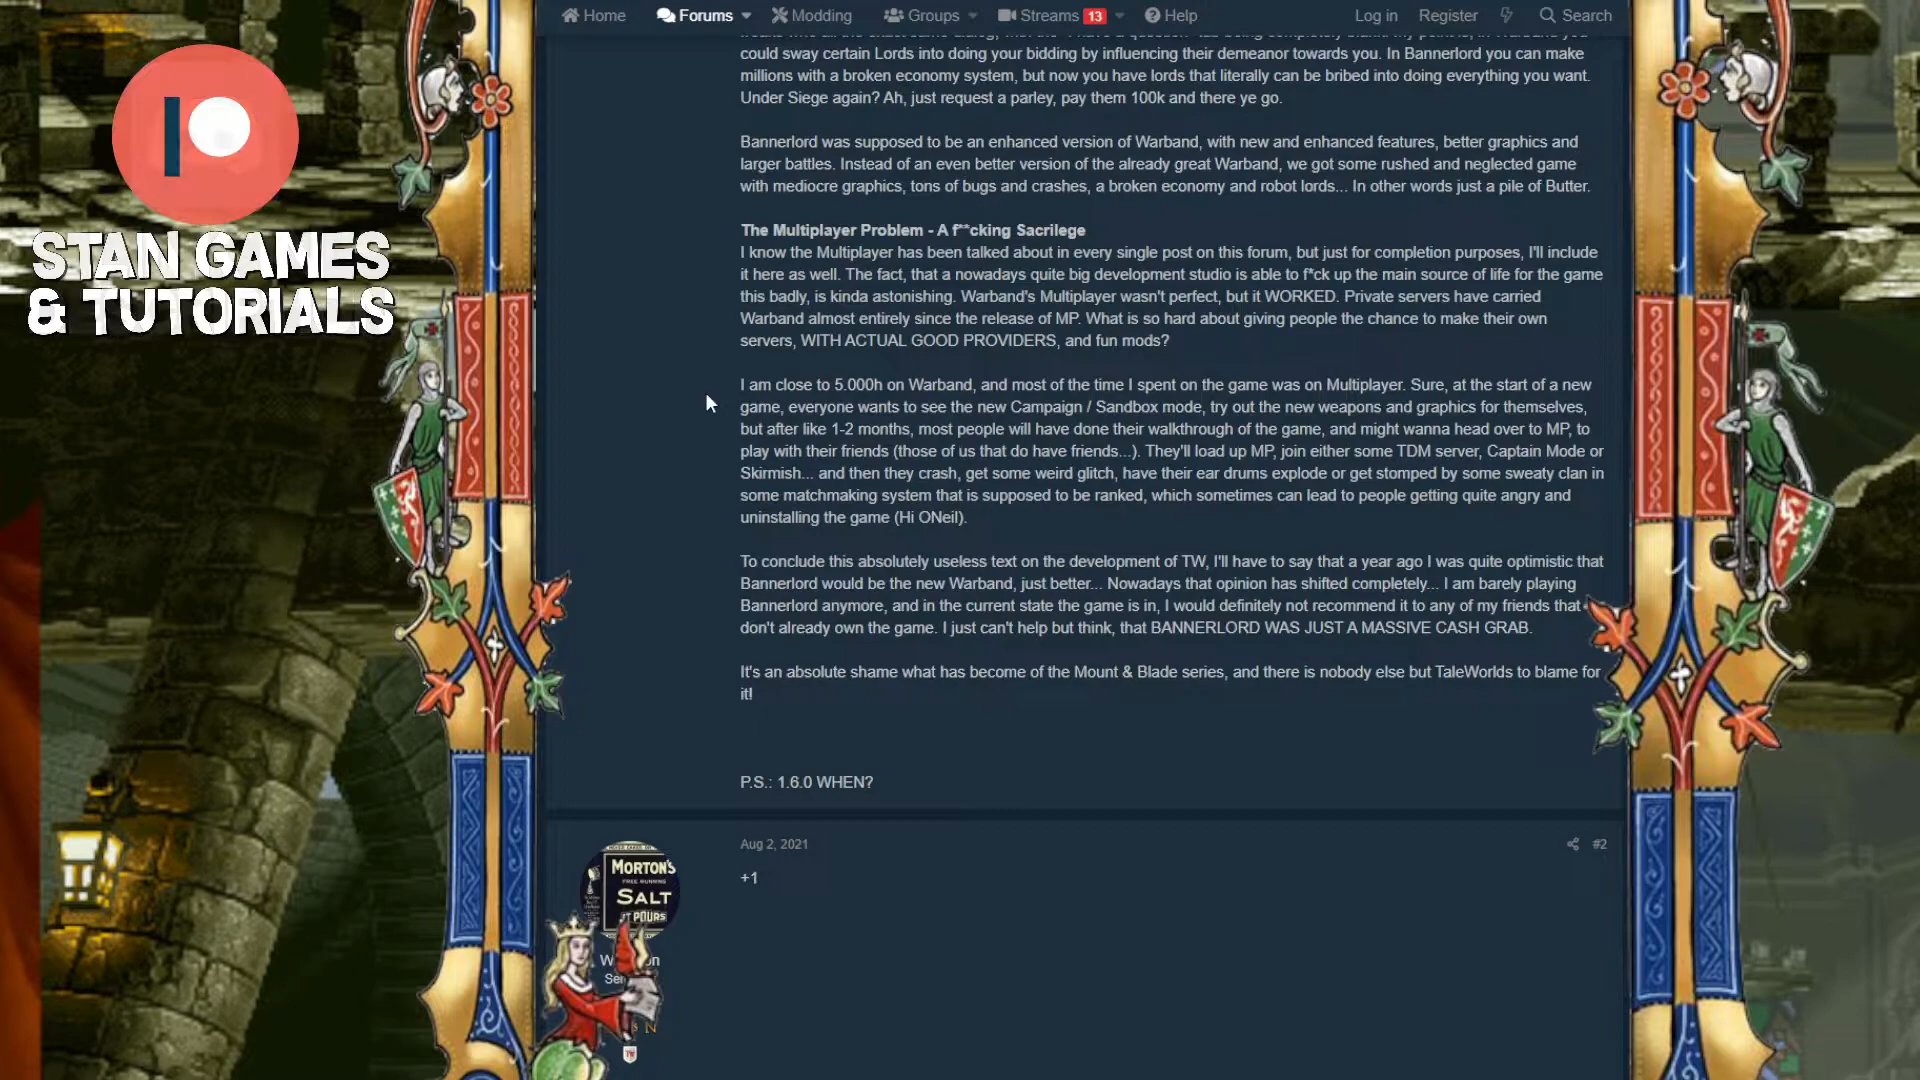 Home
Forums
Modding
Groups
Streams 13
Help
Log in
Register
Search
STAN GAMES
& TUTORIALS
could sway certain Lords into doing your bidding by influencing their demeanor towards you. In Bannerlord you can make
millions with a broken economy system, but now you have lords that literally can be bribed into doing everything you want.
Under Siege again? Ah, just request a parley, pay them 100k and there ye go.
Bannerlord was supposed to be an enhanced version of Warband, with new and enhanced features, better graphics and
larger battles. Instead of an even better version of the already great Warband, we got some rushed and neglected game
with mediocre graphics, tons of bugs and crashes, a broken economy and robot lords... In other words just a pile of Butter.
The Multiplayer Problem - A f**cking Sacrilege
I know the Multiplayer has been talked about in every single post on this forum, but just for completion purposes, I'll include
it here as well. The fact, that a nowadays quite big development studio is able to f*ck up the main source of life for the game
this badly, is kinda astonishing. Warband's Multiplayer wasn't perfect, but it WORKED. Private servers have carried
Warband almost entirely since the release of MP. What is so hard about giving people the chance to make their own
servers, WITH ACTUAL GOOD PROVIDERS, and fun mods?
I am close to 5.000h on Warband, and most of the time I spent on the game was on Multiplayer. Sure, at the start of a new
game, everyone wants to see the new Campaign / Sandbox mode, try out the new weapons and graphics for themselves,
but after like 1-2 months, most people will have done their walkthrough of the game, and might wanna head over to MP, to
play with their friends (those of us that do have friends...). They'll load up MP, join either some TDM server, Captain Mode or
Skirmish... and then they crash, get some weird glitch, have their ear drums explode or get stomped by some sweaty clan in
some matchmaking system that is supposed to be ranked, which sometimes can lead to people getting quite angry and
uninstalling the game (Hi ONeil).
To conclude this absolutely useless text on the development of TW, I'll have to say that a year ago I was quite optimistic that
Bannerlord would be the new Warband, just better... Nowadays that opinion has shifted completely... I am barely playing
Bannerlord anymore, and in the current state the game is in, I would definitely not recommend it to any of my friends that
don't already own the game. I just can't help but think, that BANNERLORD WAS JUST A MASSIVE CASH GRAB.
It's an absolute shame what has become of the Mount & Blade series, and there is nobody else but TaleWorlds to blame for
it!
P.S.: 1.6.0 WHEN?
Aug 2, 2021
#2
+1
MORTON'S
FREE RUNNING
SALT
IT POURS